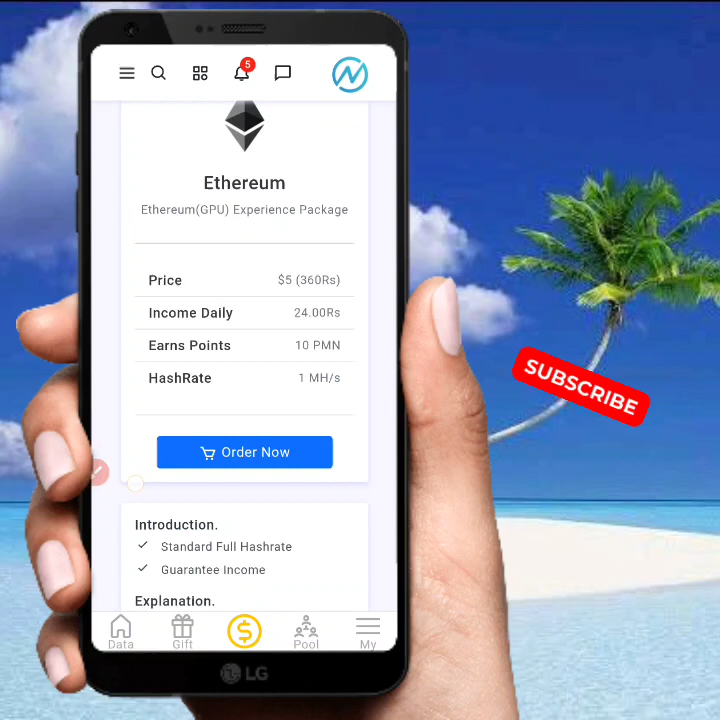 5
Ethereum
Ethereum(GPU) Experience Package
Price $5 (360Rs)
Income Daily 24.00Rs
Earns Points 10 PMN
HashRate 1 MH/s
Order Now
Introduction.
Standard Full Hashrate
Guarantee Income
Explanation.
Data Gift Pool My
LG
SUBSCRIBE